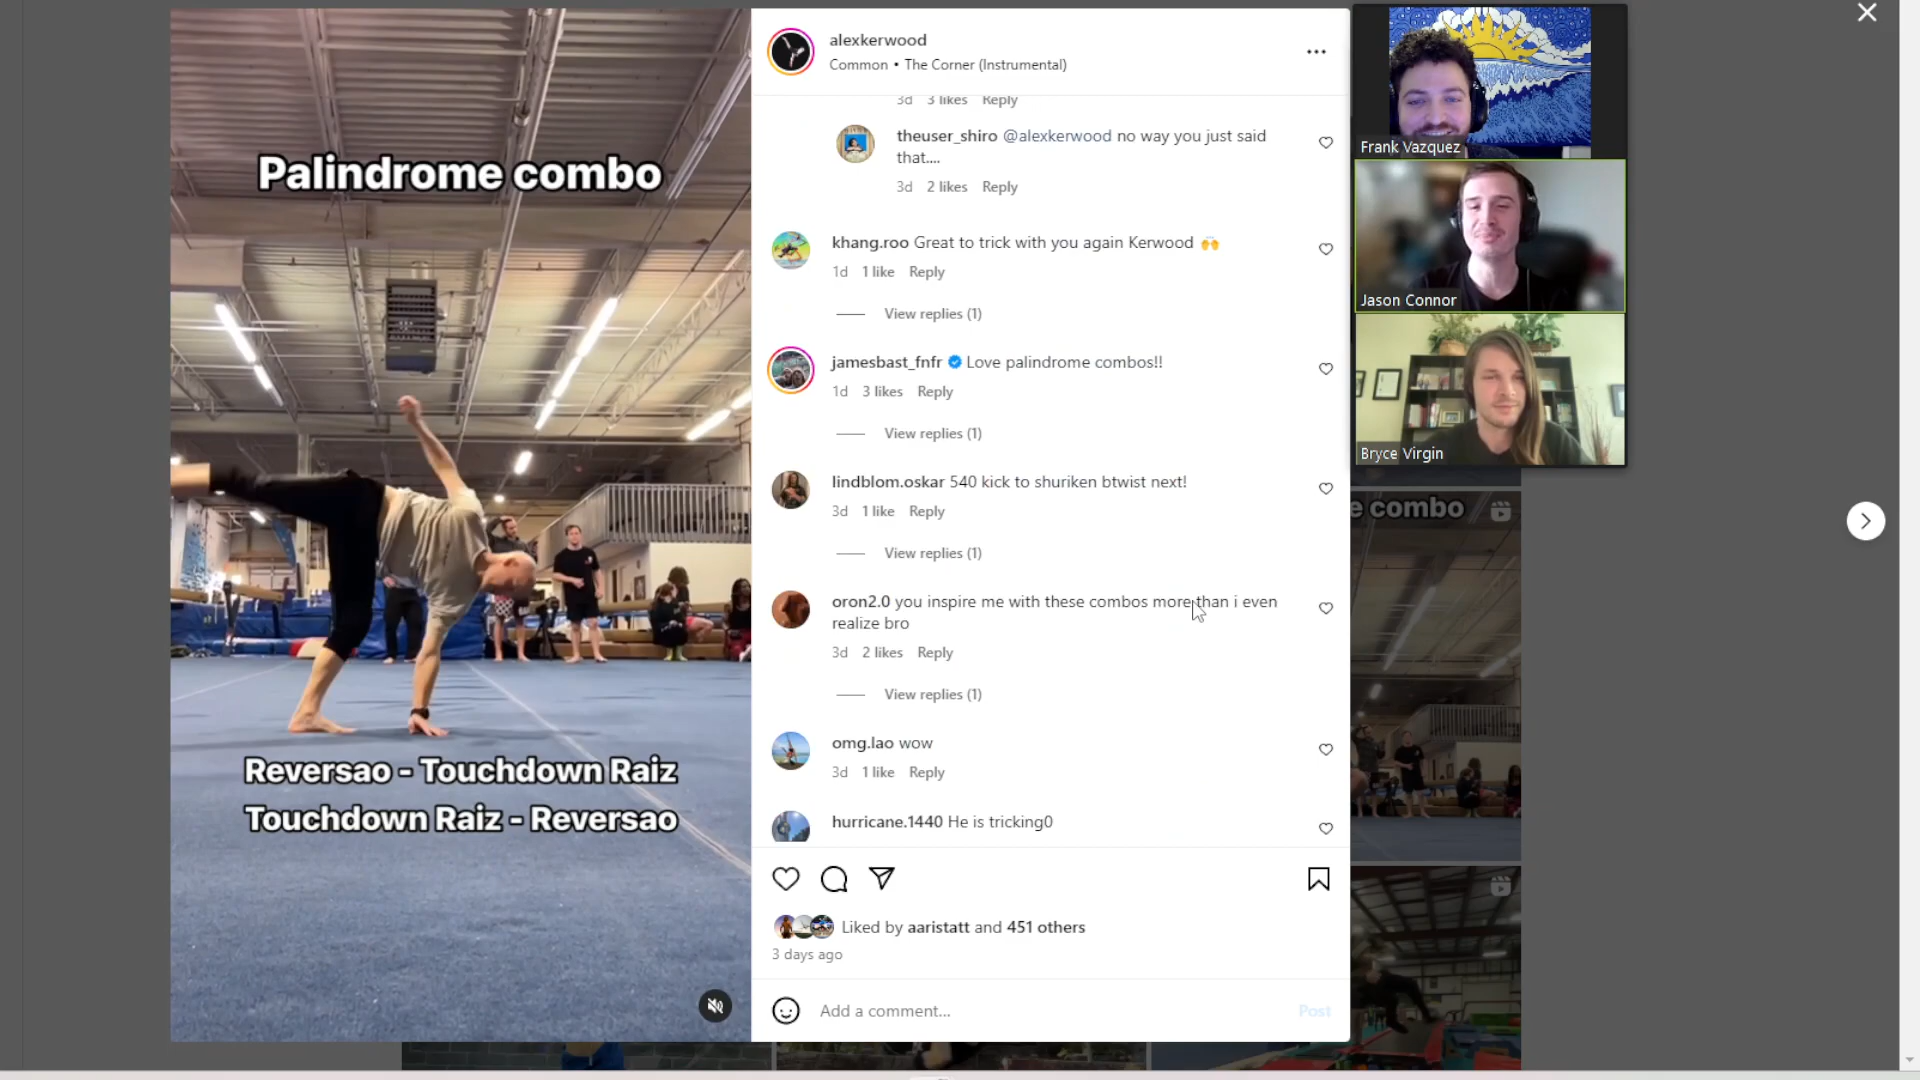 Palindrome combo
Reversao - Touchdown Raiz
Touchdown Raiz - Reversao
alexkerwood
Common • The Corner (Instrumental)
3d 3 likes Reply
theuser_shiro @alexkerwood no way you just said
that....
3d 2 likes Reply
khang.roo Great to trick with you again Kerwood 🙌
1d 1 like Reply
View replies (1)
jamesbast_fnfr Love palindrome combos!!
1d 3 likes Reply
View replies (1)
lindblom.oskar 540 kick to shuriken btwist next!
3d 1 like Reply
View replies (1)
oron2.0 you inspire me with these combos more than i even
realize bro
3d 2 likes Reply
View replies (1)
omg.lao wow
3d 1 like Reply
hurricane.1440 He is tricking0
Liked by aaristatt and 451 others
3 days ago
Add a comment...
Post
Frank Vazquez
Jason Connor
Bryce Virgin
e combo